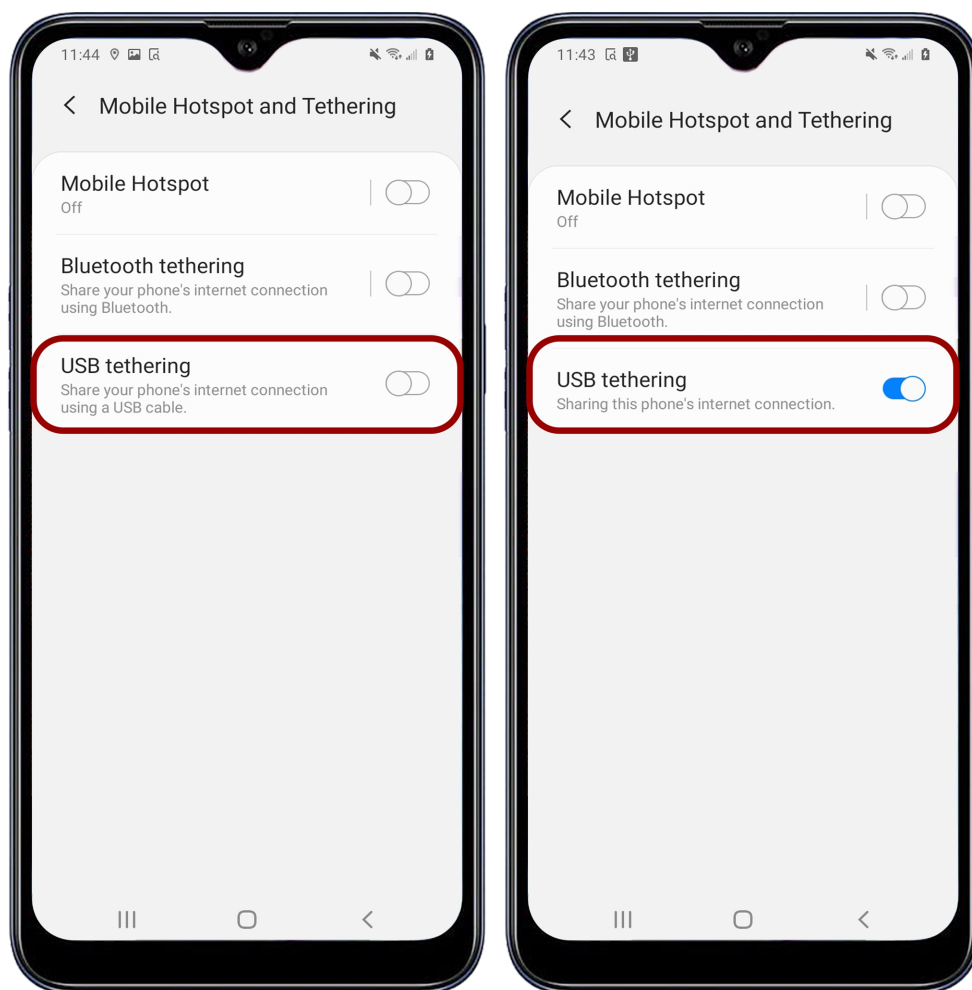 11:44
Mobile Hotspot and Tethering
Mobile Hotspot
Off
Bluetooth tethering
Share your phone's internet connection
using Bluetooth.
USB tethering
Share your phone's internet connection
using a USB cable.
11:43
Mobile Hotspot and Tethering
Mobile Hotspot
Off
Bluetooth tethering
Share your phone's internet connection
using Bluetooth.
USB tethering
Sharing this phone's internet connection.